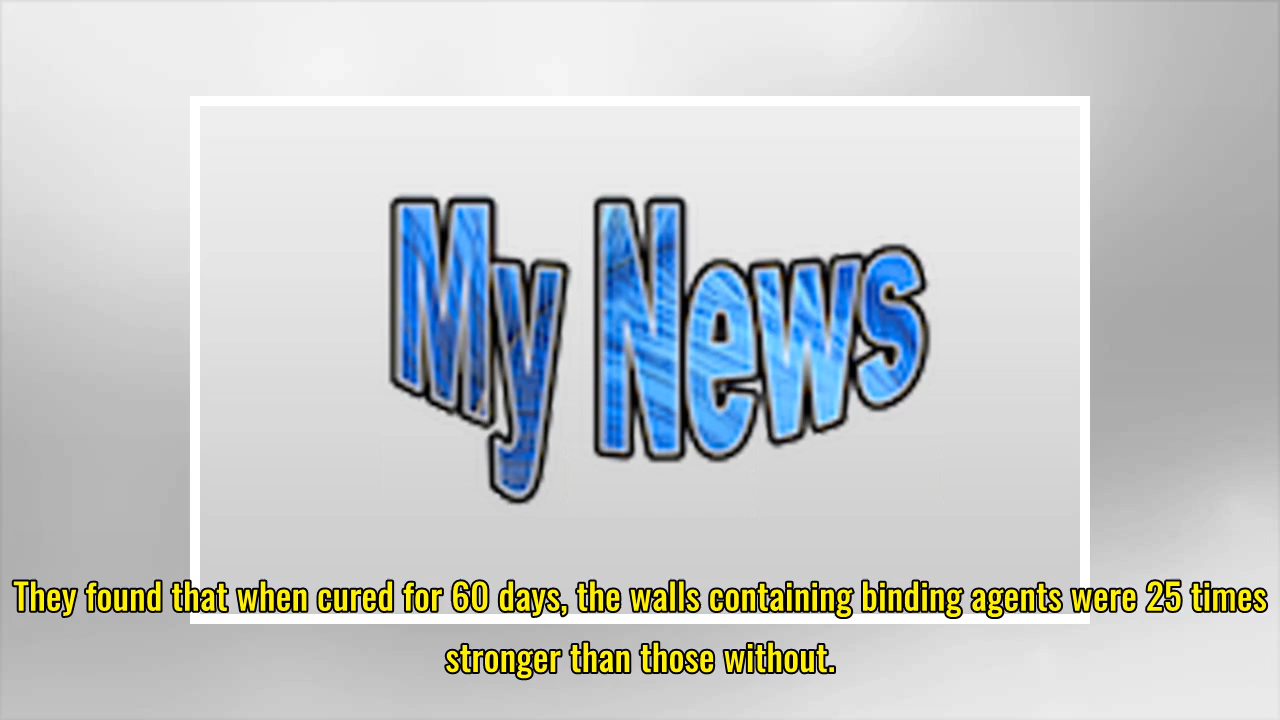 My News
They found that when cured for 60 days, the walls containing binding agents were 25 times
stronger than those without.